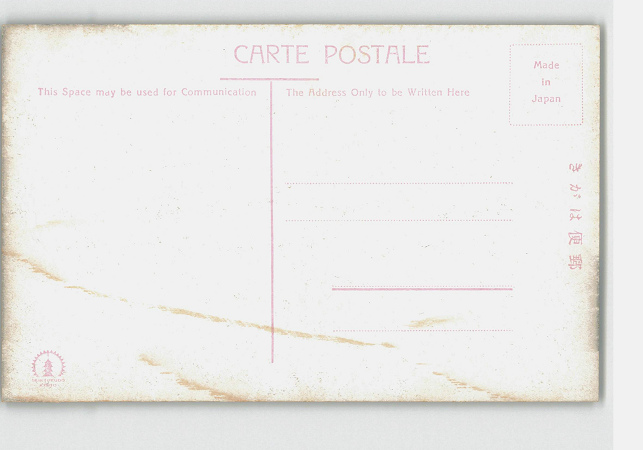 CARTE POSTALE
Made
in
Japan
This Space may be used for Communication
The Address Only to be Written Here
きがは便郵